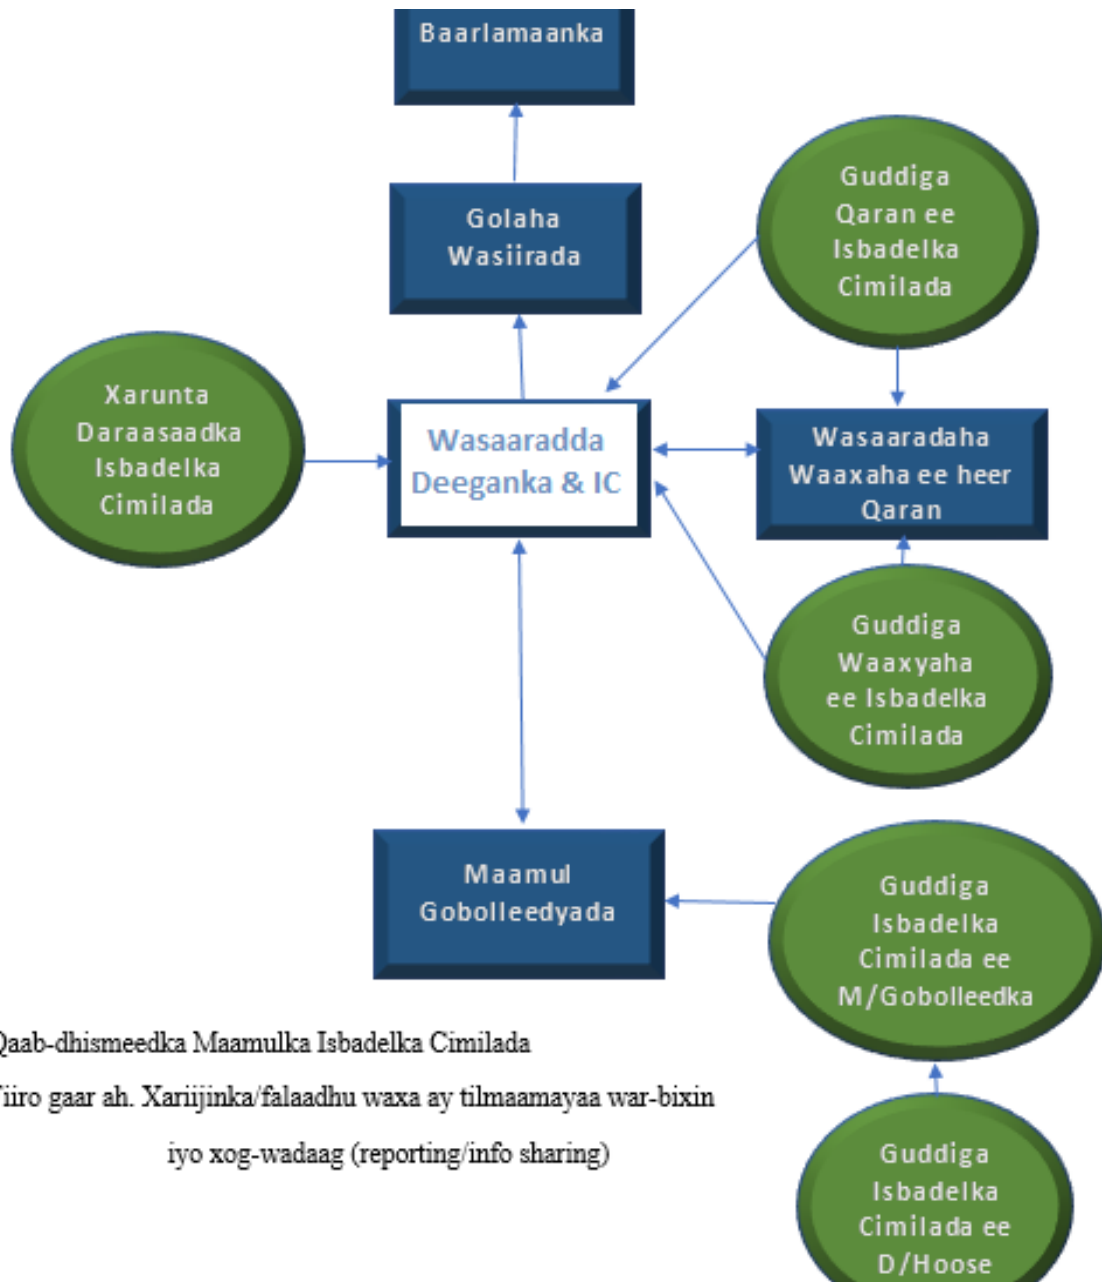 Baarlamaanka
Golaha
Wasiirada
Guddiga
Qaran ee
Isbadelka
Cimilada
Xarunta
Daraasaadka
Isbadelka
Cimilada
Wasaaradda
Deeganka & IC
Wasaaradaha
Waaxaha ee heer
Qaran
Guddiga
Waaxyaha
ee Isbadelka
Cimilada
Maamul
Gobolleedyada
Guddiga
Isbadelka
Cimilada ee
M/Gobolleedka
Qaab-dhismeedka Maamulka Isbadelka Cimilada
gaar ah. Xariijinka/falaadhu waxa ay tilmaamayaa war-bixin
iyo xog-wadaag (reporting/info sharing)
Guddiga
Isbadelka
Cimilada ee
D/Hoose